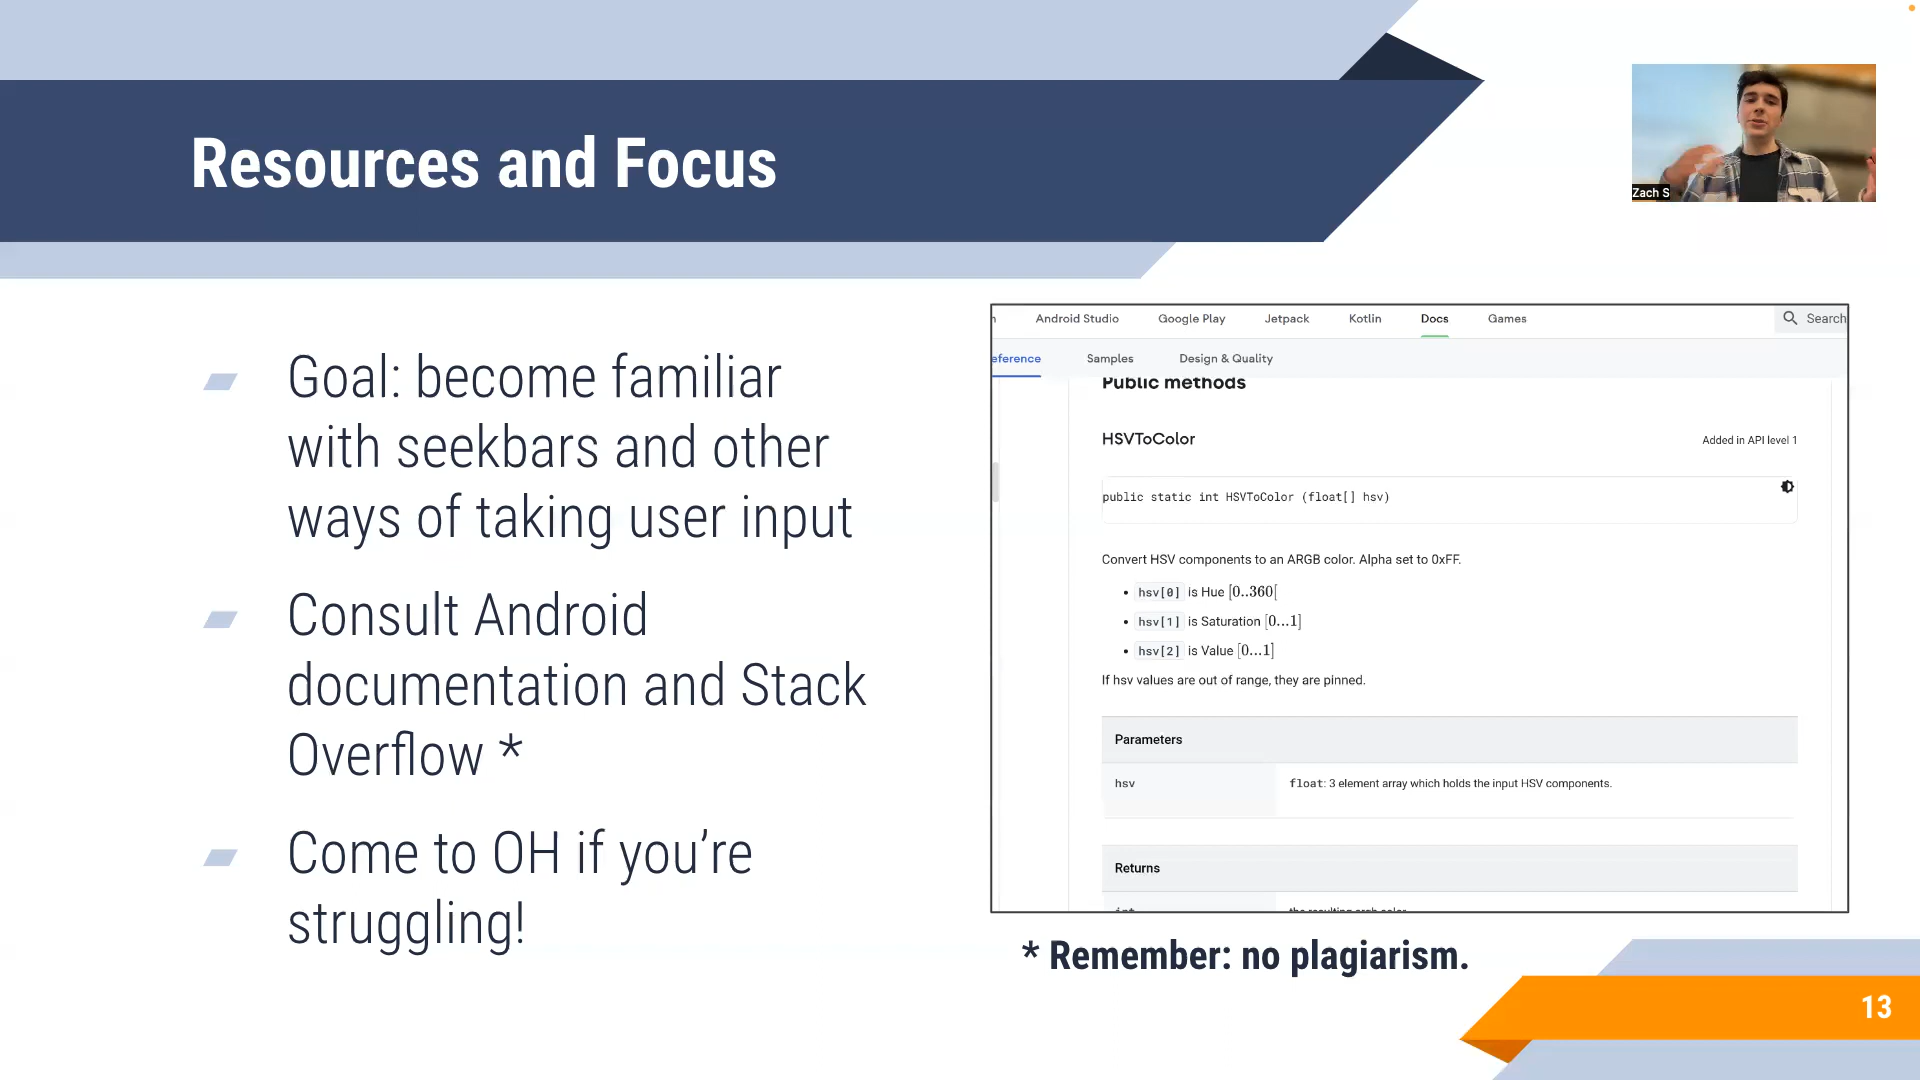 Resources and Focus
Zach S
Goal: become familiar
with seekbars and other
ways of taking user input
Consult Android
documentation and Stack
Overflow *
Come to OH if you’re
struggling!
Android Studio Google Play Jetpack Kotlin Docs Games Search
eference Samples Design & Quality
Public methods
HSVToColor Added in API level 1
public static int HSVToColor (float[] hsv)
Convert HSV components to an ARGB color. Alpha set to 0xFF.
• hsv[0] is Hue [0..360[
• hsv[1] is Saturation [0...1]
• hsv[2] is Value [0...1]
If hsv values are out of range, they are pinned.
Parameters
hsv float: 3 element array which holds the input HSV components.
Returns
int the resulting argb color
* Remember: no plagiarism.
13